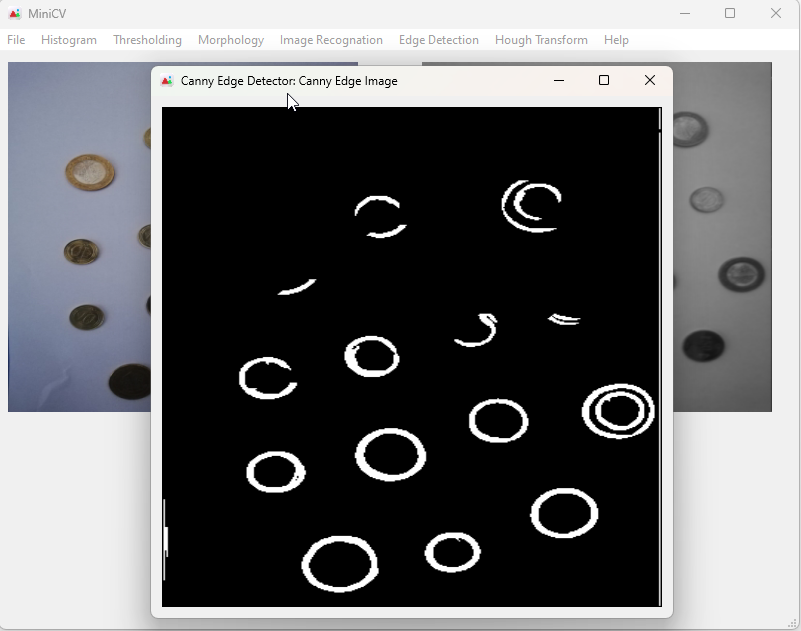 MiniCV
File Histogram Thresholding Morphology Image Recognation Edge Detection Hough Transform Help
Canny Edge Detector: Canny Edge Image